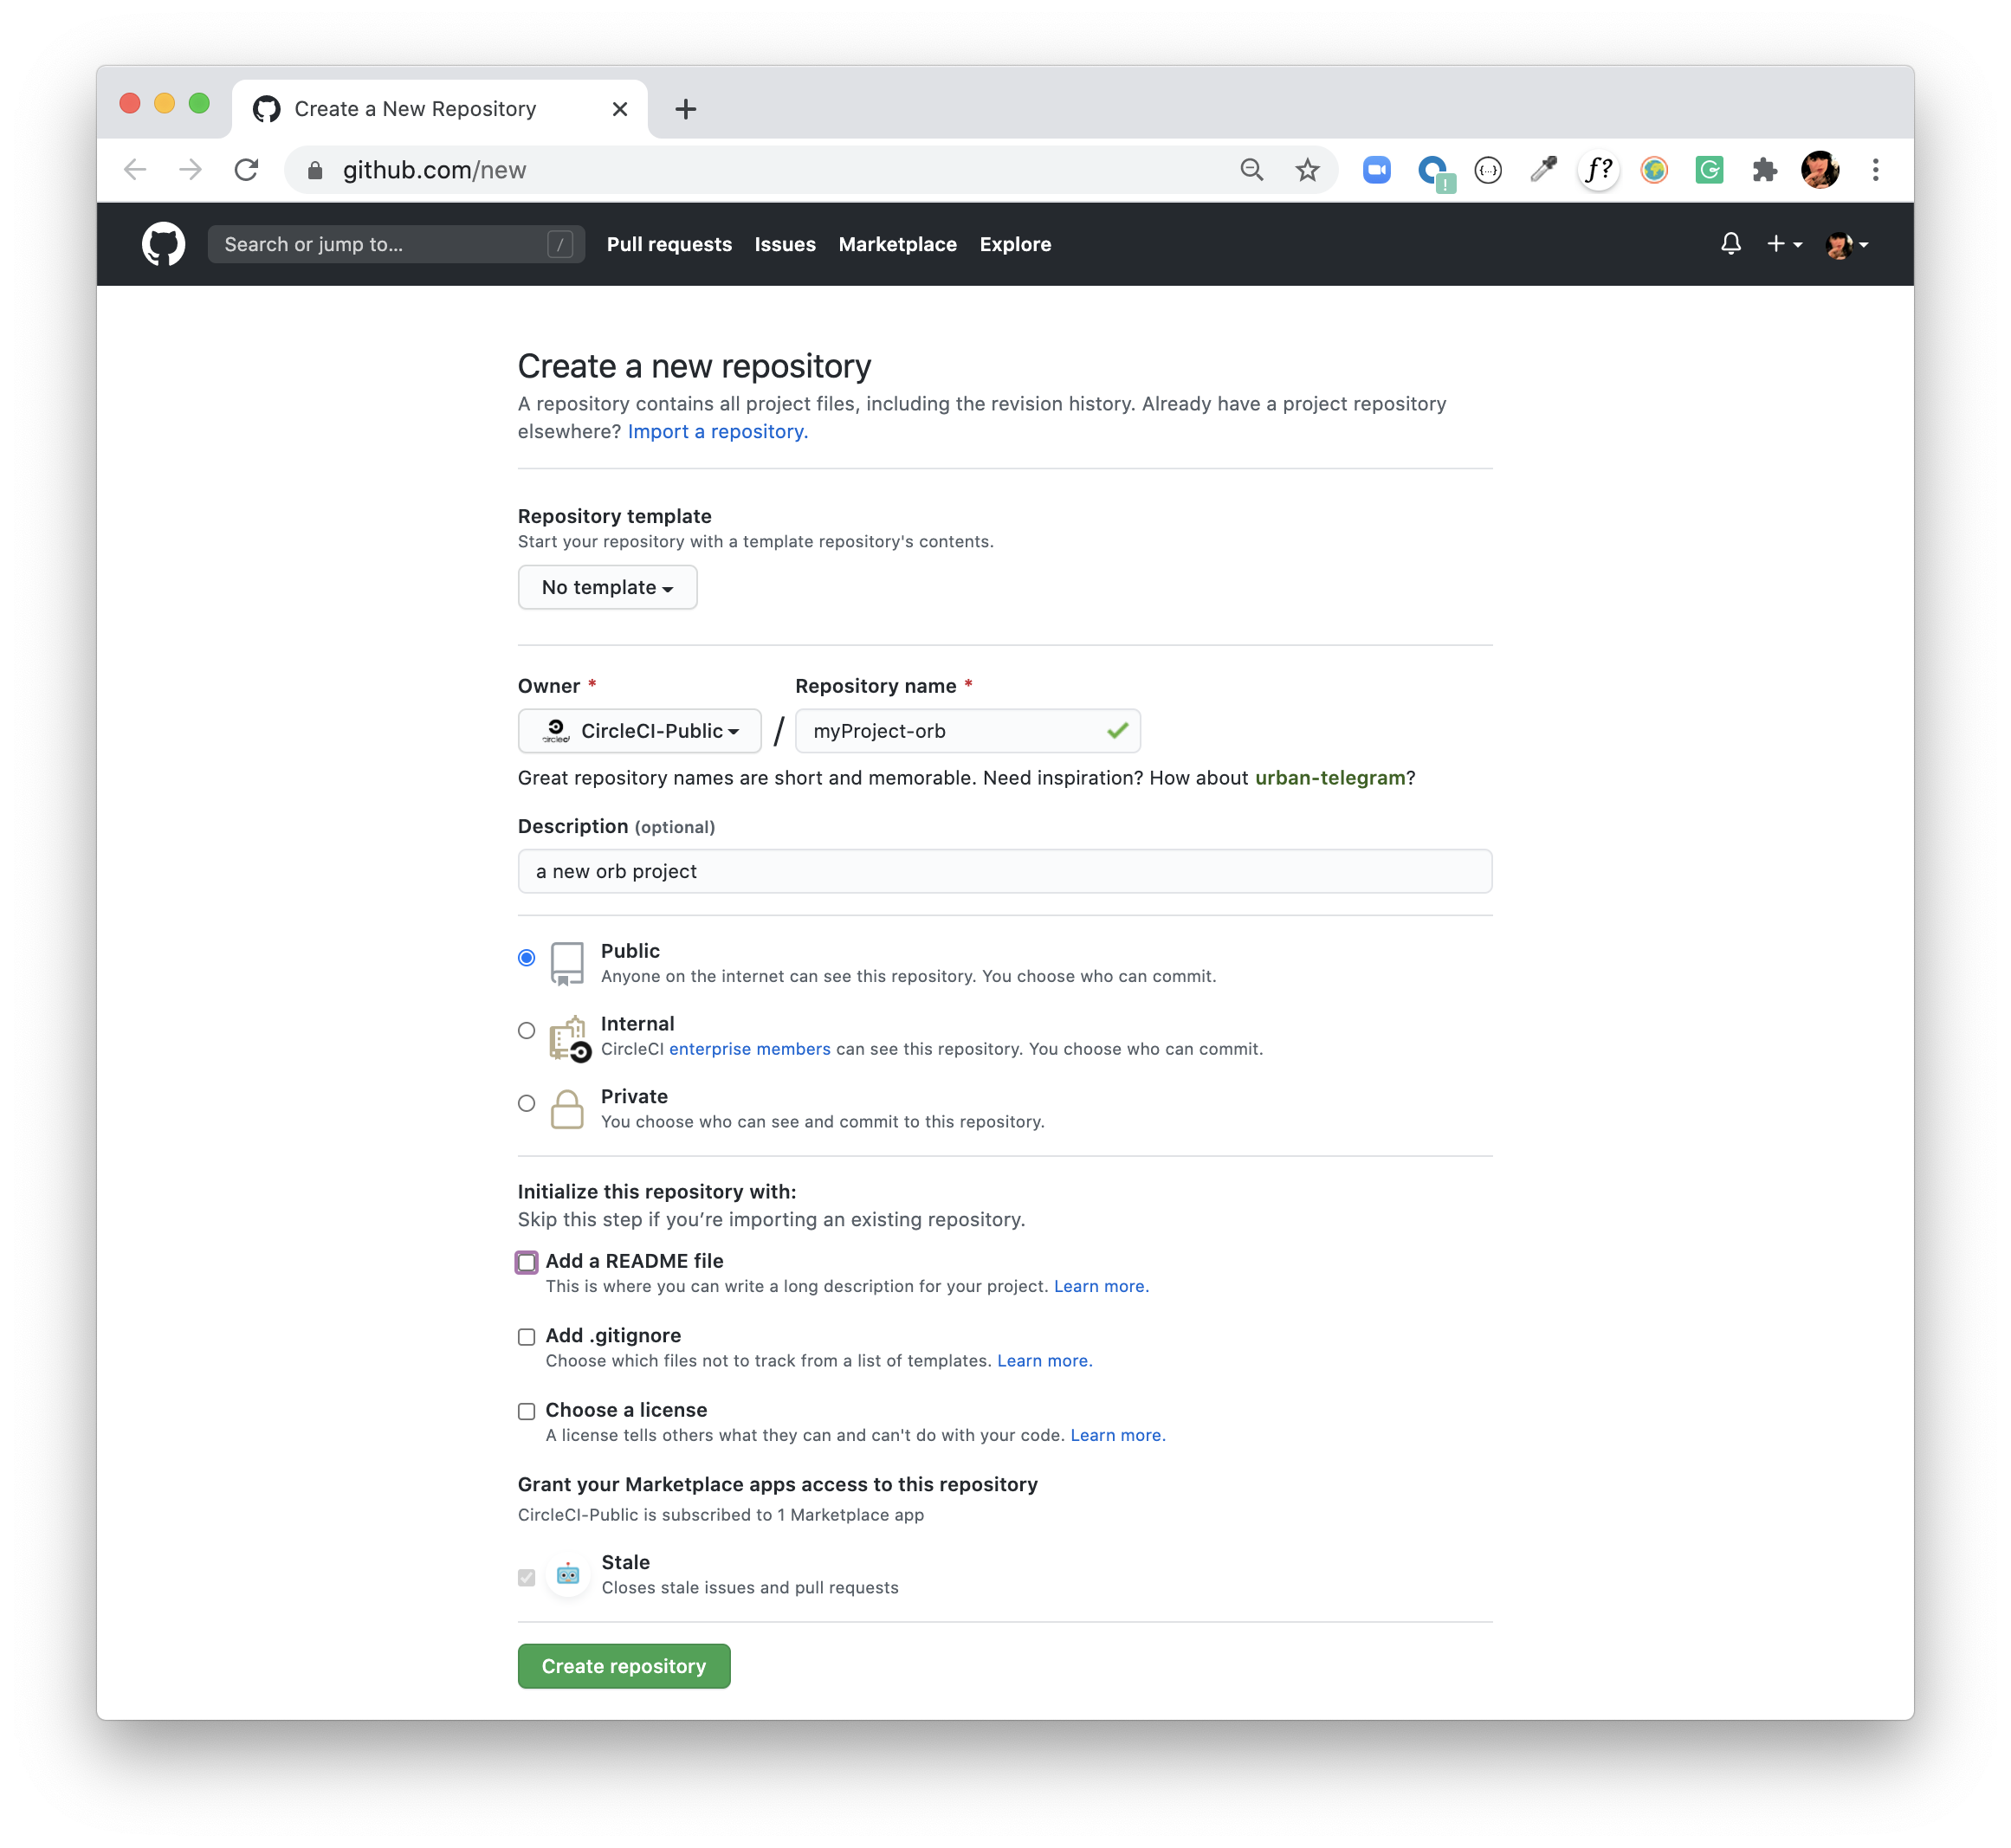 Create a New Repository
github.com/new
f?
Search or jump to...
/
Pull requests Issues Marketplace Explore
Create a new repository
A repository contains all project files, including the revision history. Already have a project repository
elsewhere? Import a repository.
Repository template
Start your repository with a template repository's contents.
No template
Owner * Repository name *
circleci CircleCI-Public / myProject-orb
Great repository names are short and memorable. Need inspiration? How about urban-telegram?
Description (optional)
a new orb project
Public
Anyone on the internet can see this repository. You choose who can commit.
Internal
CircleCI enterprise members can see this repository. You choose who can commit.
Private
You choose who can see and commit to this repository.
Initialize this repository with:
Skip this step if you’re importing an existing repository.
Add a README file
This is where you can write a long description for your project. Learn more.
Add .gitignore
Choose which files not to track from a list of templates. Learn more.
Choose a license
A license tells others what they can and can't do with your code. Learn more.
Grant your Marketplace apps access to this repository
CircleCI-Public is subscribed to 1 Marketplace app
Stale
Closes stale issues and pull requests
Create repository